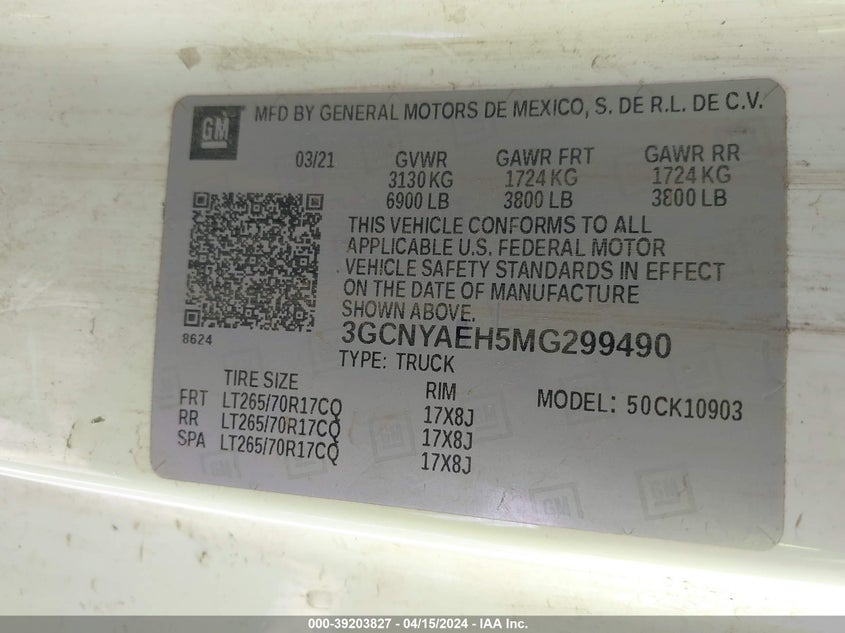 GM MFD BY GENERAL MOTORS DE MEXICO, S. DE R.L. DE C.V.
03/21 GVWR GAWR FRT GAWR RR
3130 KG 1724 KG 1724 KG
6900 LB 3800 LB 3800 LB
THIS VEHICLE CONFORMS TO ALL
APPLICABLE U.S. FEDERAL MOTOR
VEHICLE SAFETY STANDARDS IN EFFECT
ON THE DATE OF MANUFACTURE
SHOWN ABOVE.
8624
3GCNYAEH5MG299490
TYPE: TRUCK
TIRE SIZE RIM MODEL: 50CK10903
FRT LT265/70R17CQ 17X8J
RR LT265/70R17CQ 17X8J
SPA LT265/70R17CQ 17X8J
000-39203827 - 04/15/2024 - IAA Inc.